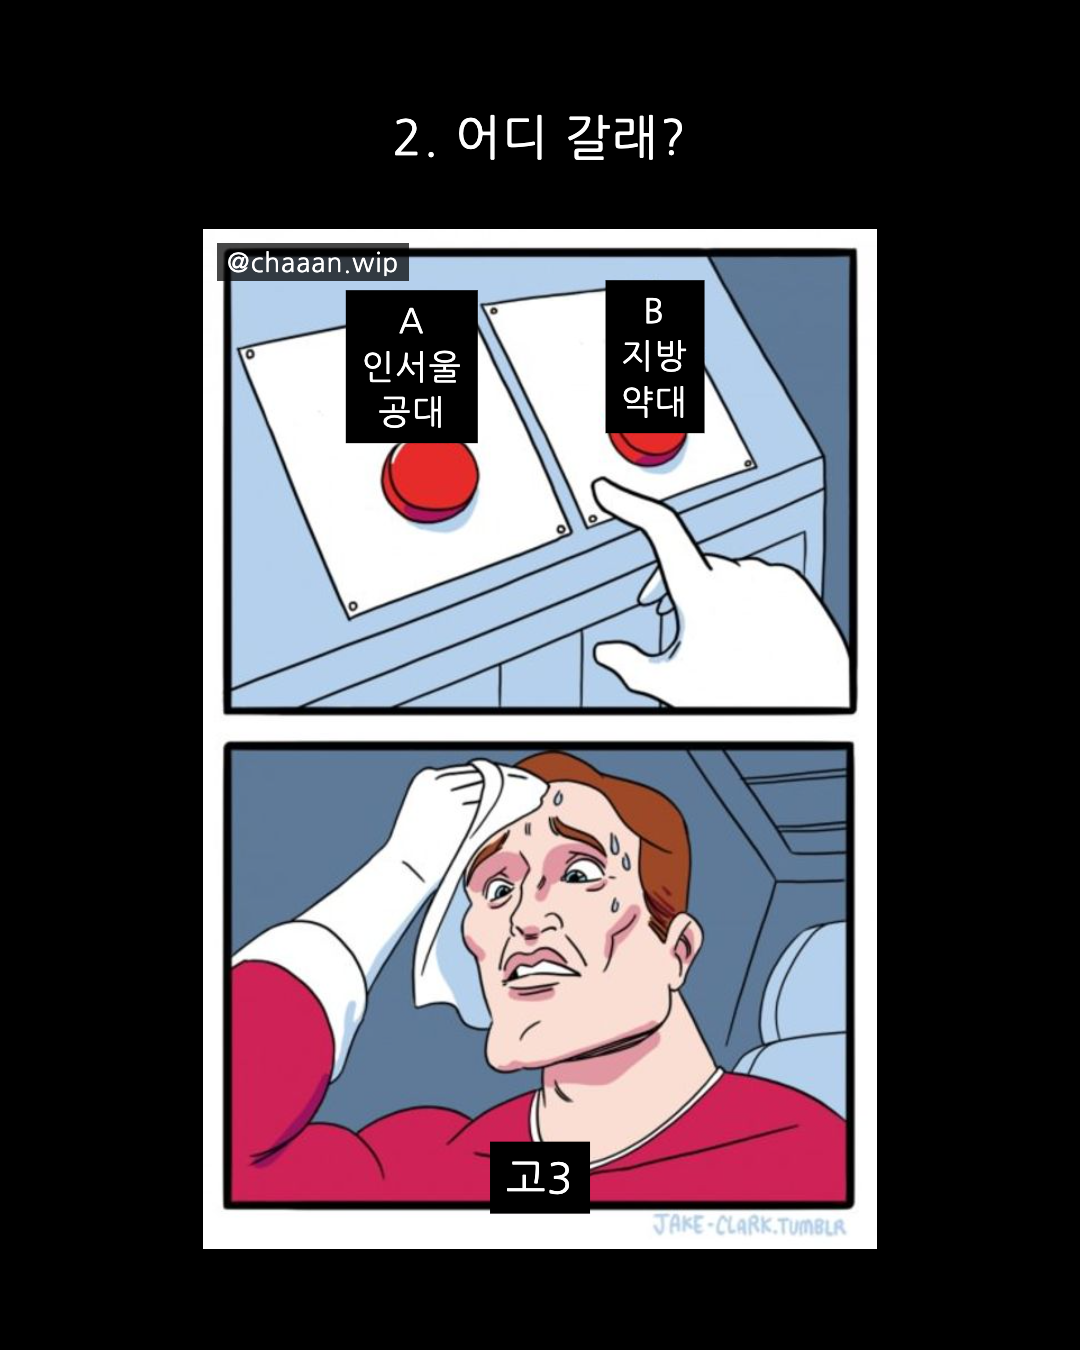 2. 어디 갈래?
@chaaan.wip
A
인서울
공대
B
지방
약대
고3
JAKE-CLARK.TUMBLR